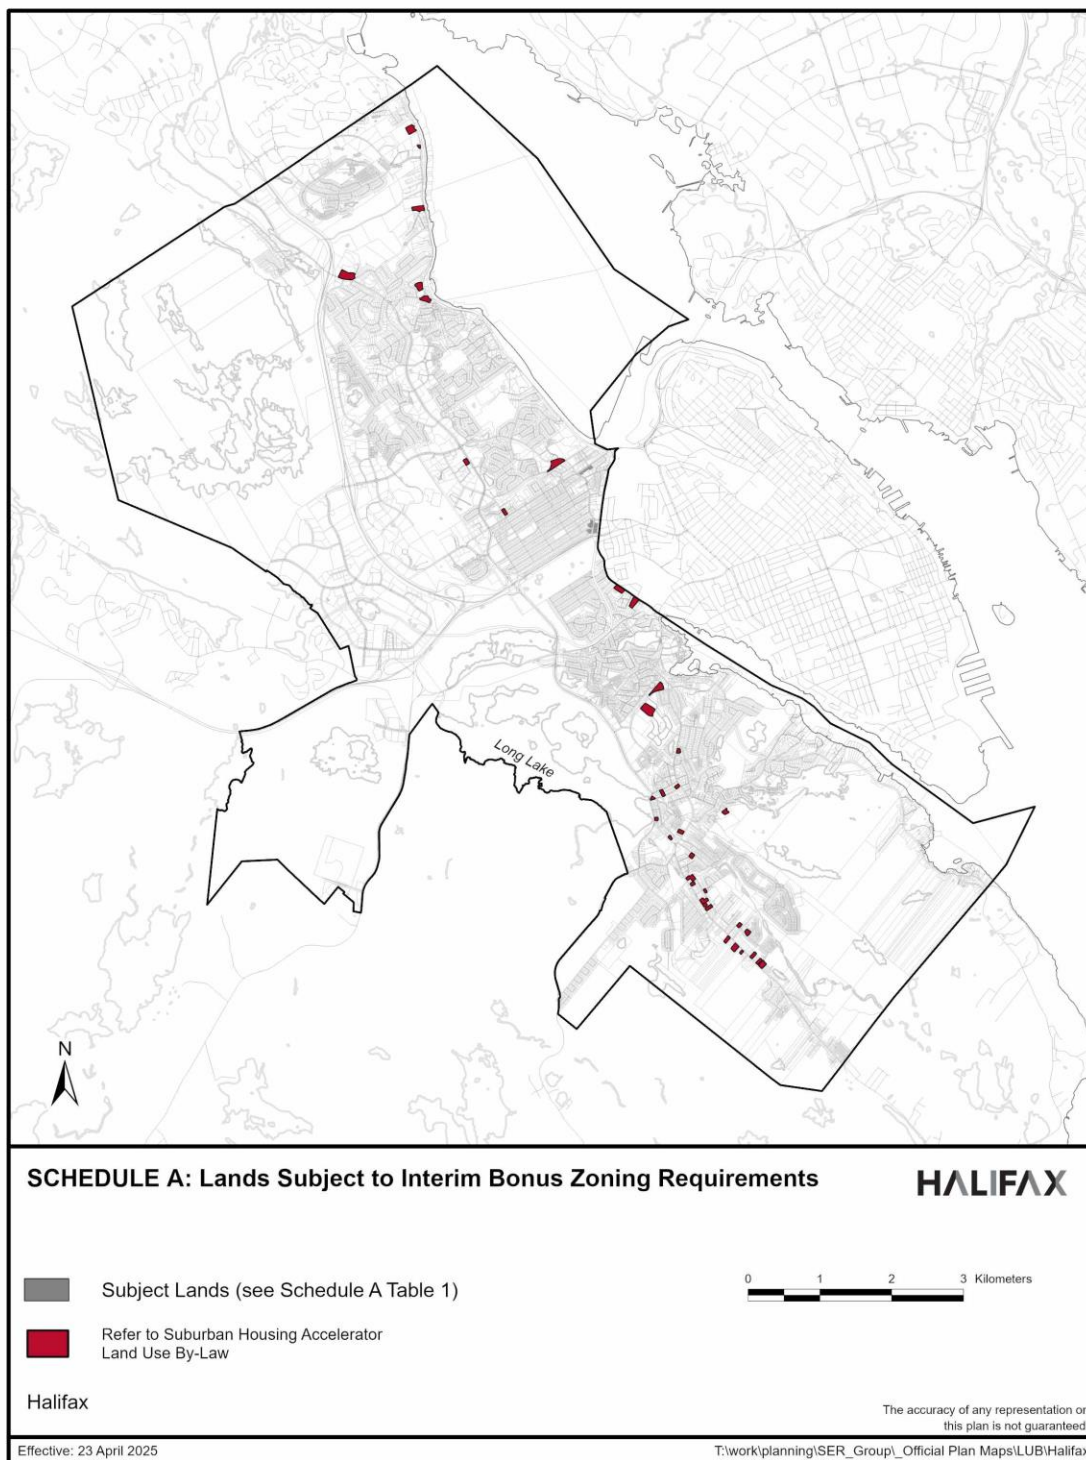 Long Lake
N
SCHEDULE A: Lands Subject to Interim Bonus Zoning Requirements
HALIFAX
Subject Lands (see Schedule A Table 1)
0 1 2 3 Kilometers
Refer to Suburban Housing Accelerator
Land Use By-Law
Halifax
The accuracy of any representation on
this plan is not guaranteed
Effective: 23 April 2025
T:\work\planning\SER_Group\_Official Plan Maps\LUB\Halifax